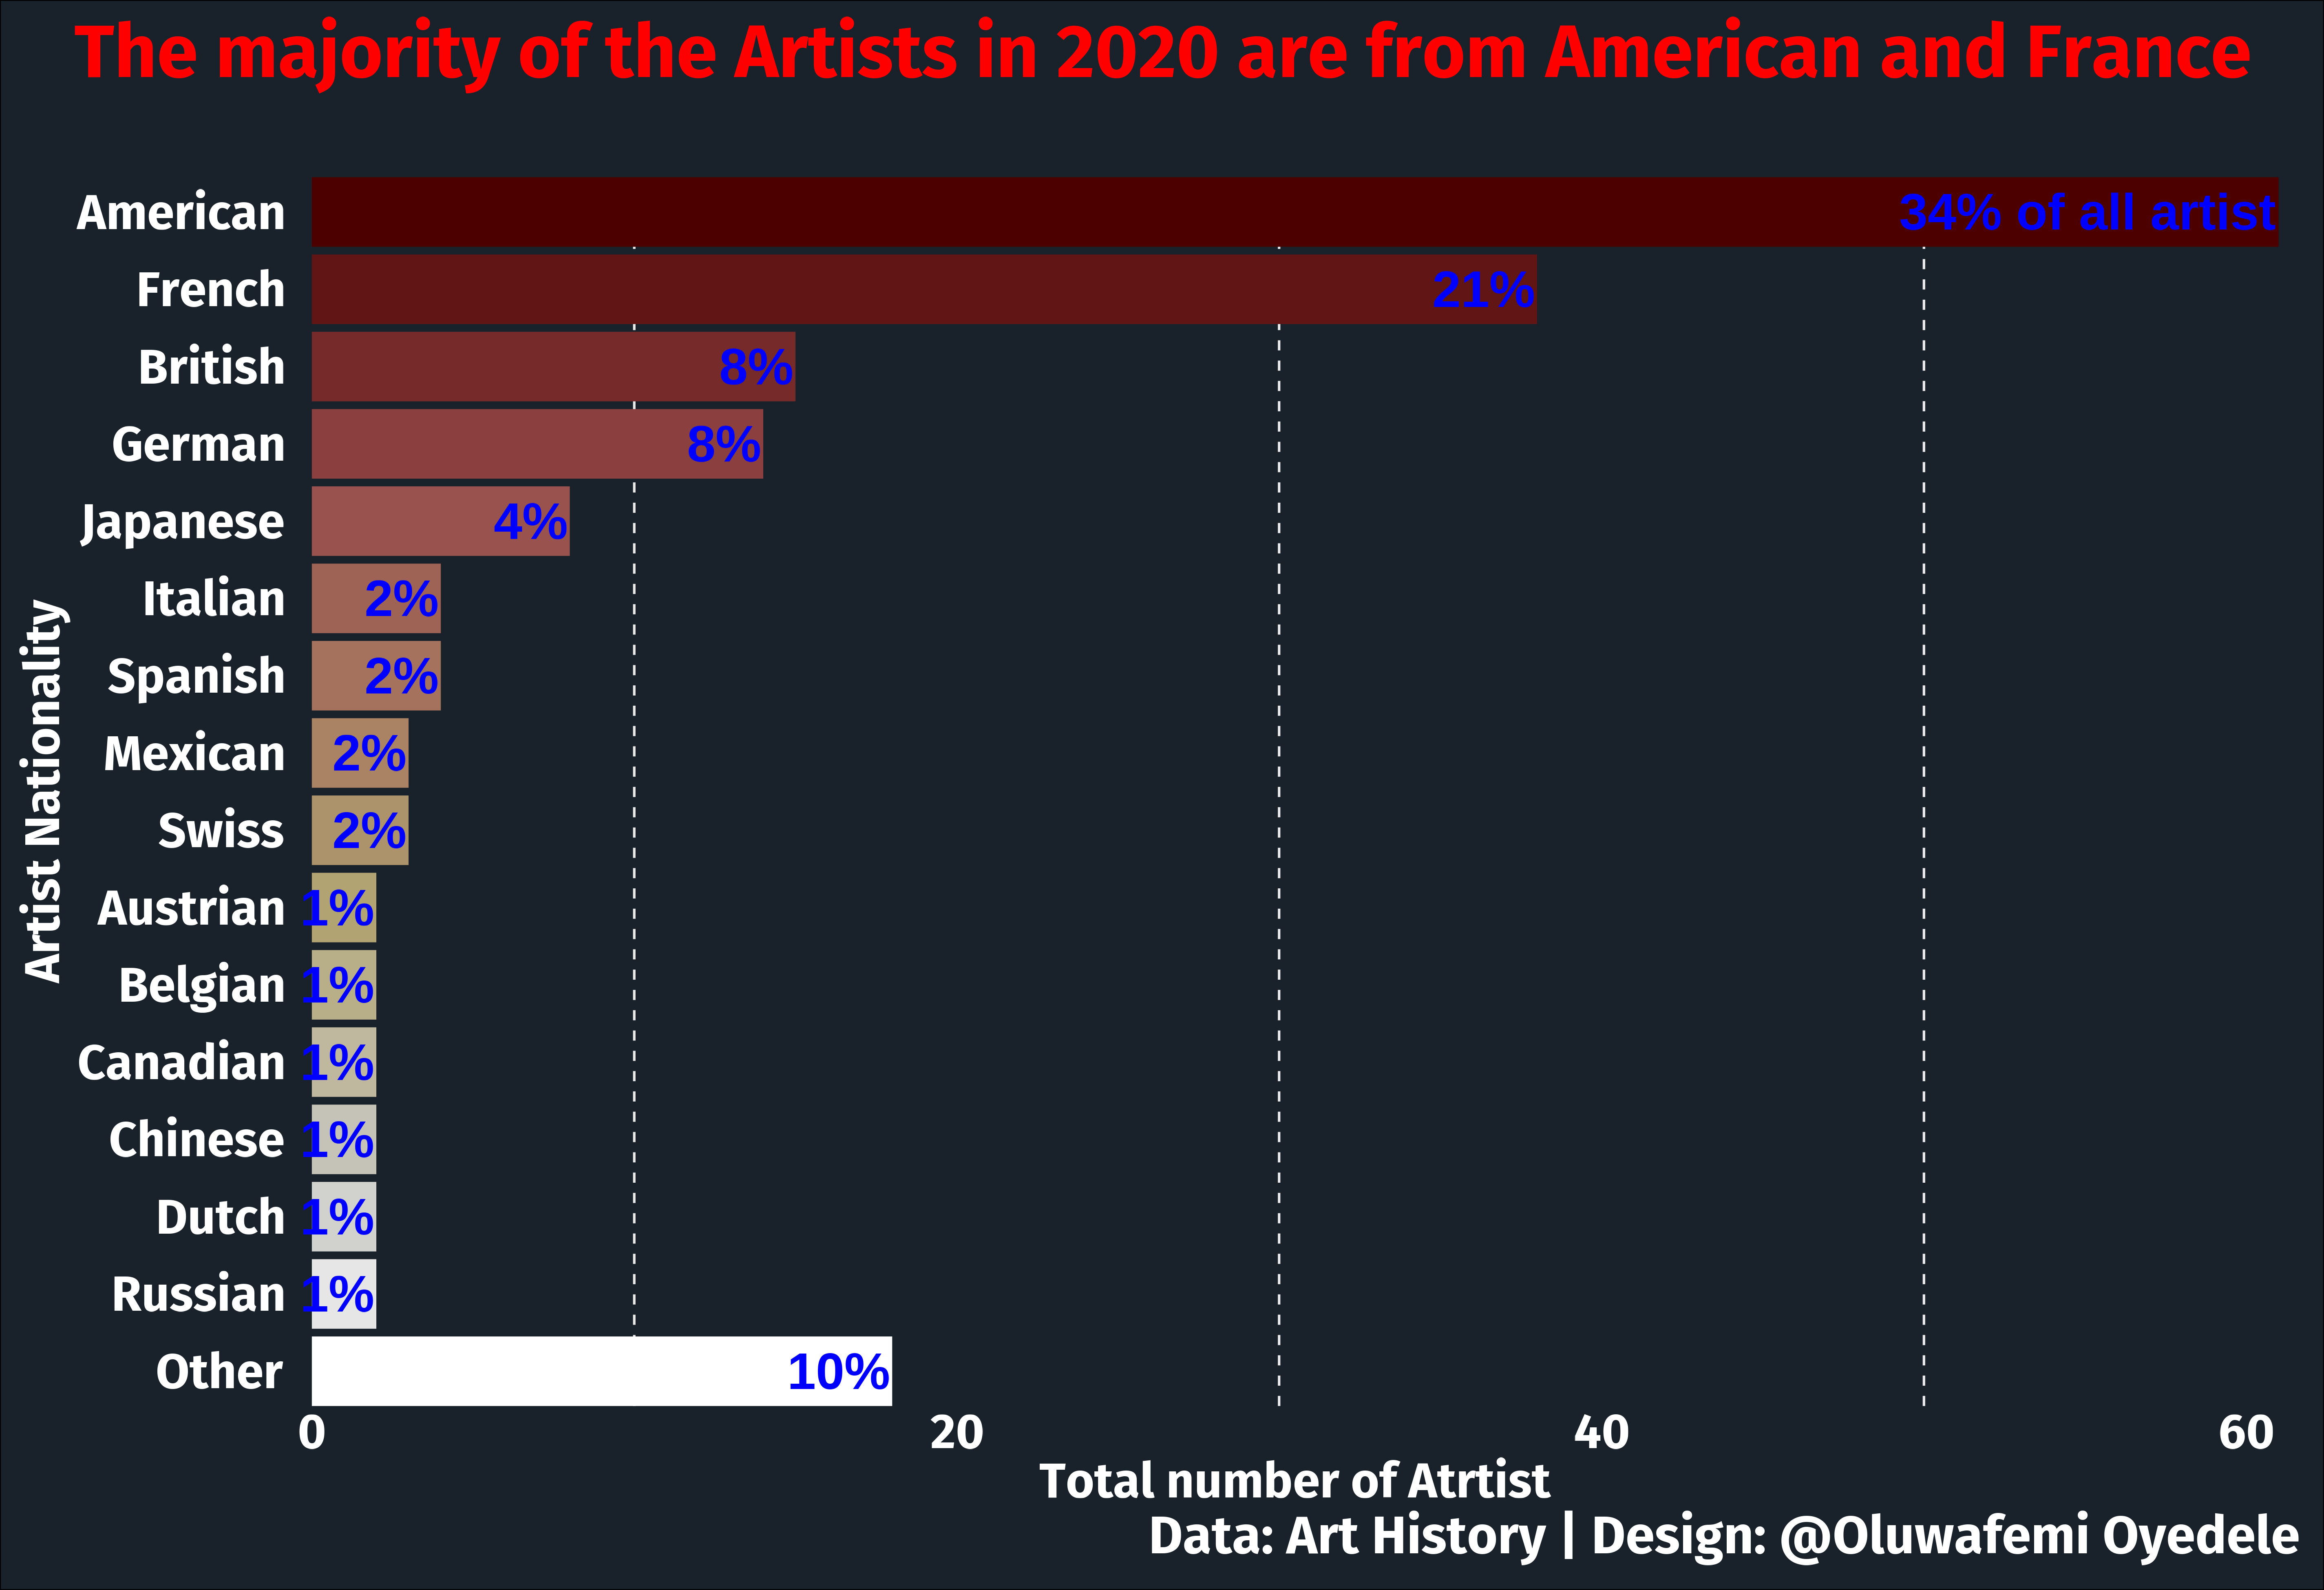 The majority of the Artists in 2020 are from American and France
American
34% of all artist
French
21%
British
8%
German
8%
Japanese
4%
Italian
2%
Spanish
2%
Mexican
2%
Swiss
2%
Austrian
1%
Belgian
1%
Canadian
1%
Chinese
1%
Dutch
1%
Russian
1%
Other
10%
Artist Nationality
0 20 40 60
Total number of Atrtist
Data: Art History | Design: @Oluwafemi Oyedele